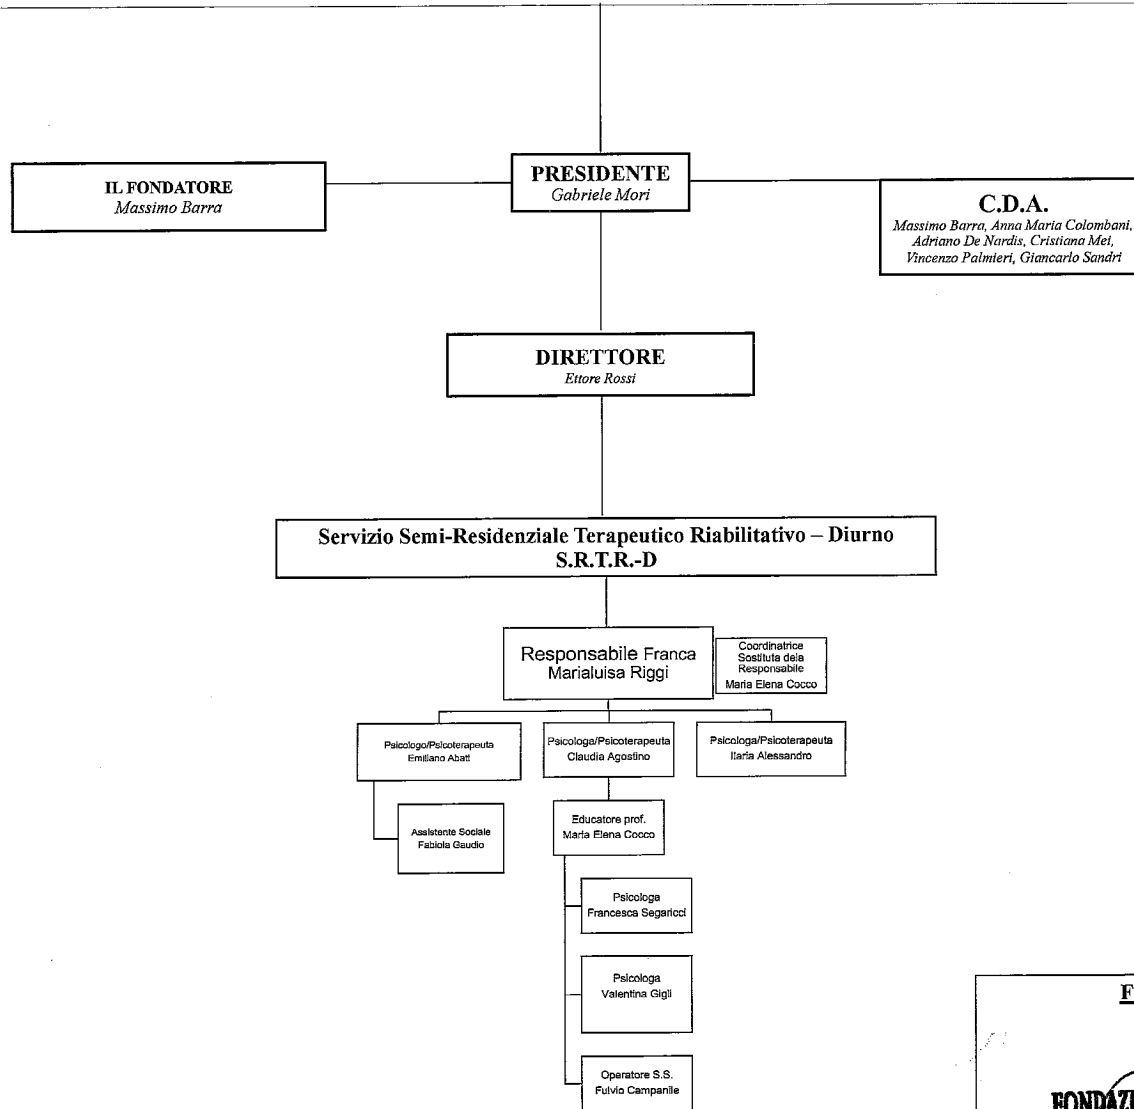 IL FONDATORE
Massimo Barra
PRESIDENTE
Gabriele Mori
C.D.A.
Massimo Barra, Anna Maria Colombani,
Adriano De Nardis, Cristiana Mei,
Vincenzo Palmieri, Giancarlo Sandri
DIRETTORE
Ettore Rossi
Servizio Semi-Residenziale Terapeutico Riabilitativo – Diurno
S.R.T.R.-D
Responsabile Franca
Marialuisa Riggi
Coordinatrice
Sostituta dela
Responsabile
Maria Elena Cocco
Psicologo/Psicoterapeuta
Emiliano Abati
Psicologa/Psicoterapeuta
Claudia Agostino
Psicologa/Psicoterapeuta
Ilaria Alessandro
Assistente Sociale
Fabiola Gaudio
Educatore prof.
Maria Elena Cocco
Psicologa
Francesca Segaricci
Psicologa
Valentina Gigli
Operatore S.S.
Fulvio Campanile
F
FONDAZI